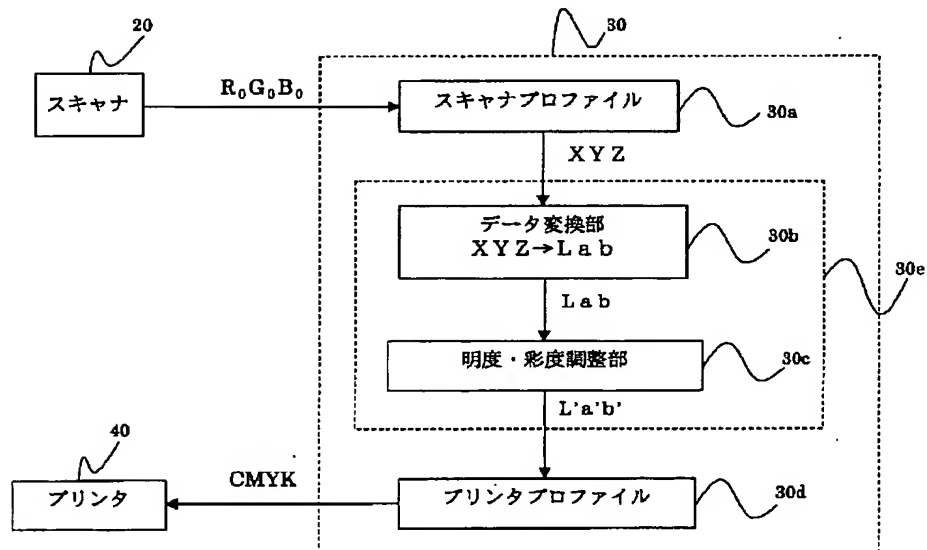 20
30
スキャナ
R₀G₀B₀
スキャナプロファイル
30a
XYZ
データ変換部
XYZ→Lab
30b
30e
Lab
明度・彩度調整部
30c
L'a'b'
40
プリンタ
CMYK
プリンタプロファイル
30d